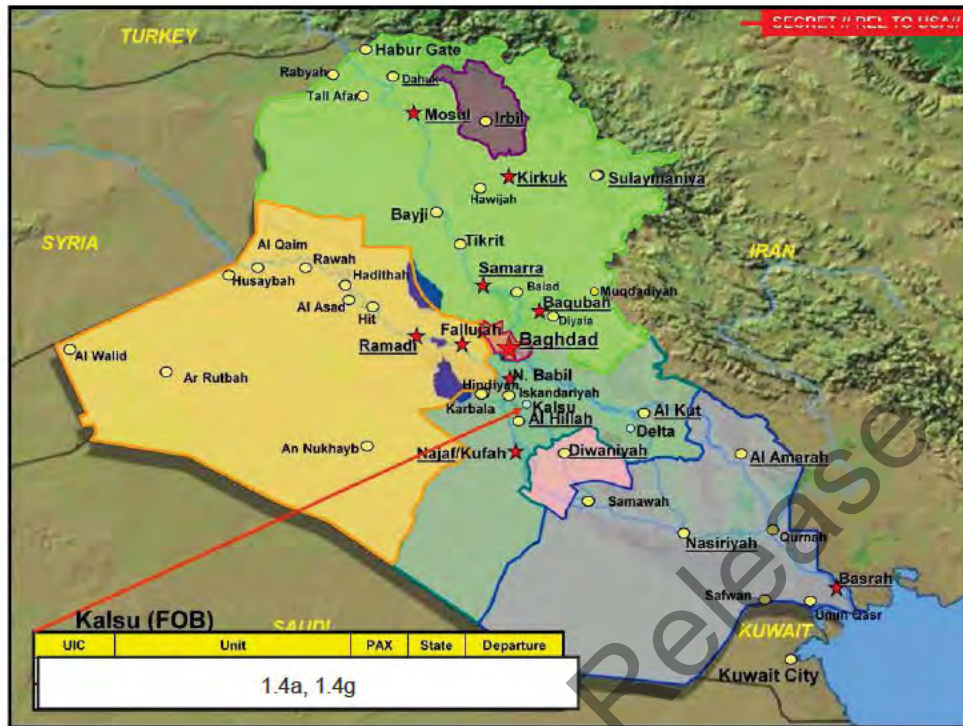 SECRET // REL TO USA//
TURKEY
Habur Gate
Rabyah
Dahuk
Tall Afar
Mosul
Irbil
Kirkuk
Sulaymaniya
Hawijah
Bayji
SYRIA
Tikrit
IRAN
Al Qaim
Rawah
Husaybah
Hadithah
Samarra
Balad
Muqdadiyah
Al Asad
Hit
Baqubah
Diyala
Fallujah
Ramadi
Baghdad
Al Walid
Ar Rutbah
N. Babil
Hindiyah
Iskandariyah
Karbala
Kalsu
Al Hillah
Al Kut
Delta
An Nukhayb
Najaf/Kufah
Diwaniyah
Al Amarah
Samawah
Nasiriyah
Qurnah
Basrah
Safwan
Umm Qasr
Kalsu (FOB)
SAUDI
KUWAIT
UIC Unit PAX State Departure
Kuwait City
1.4a, 1.4g
Release